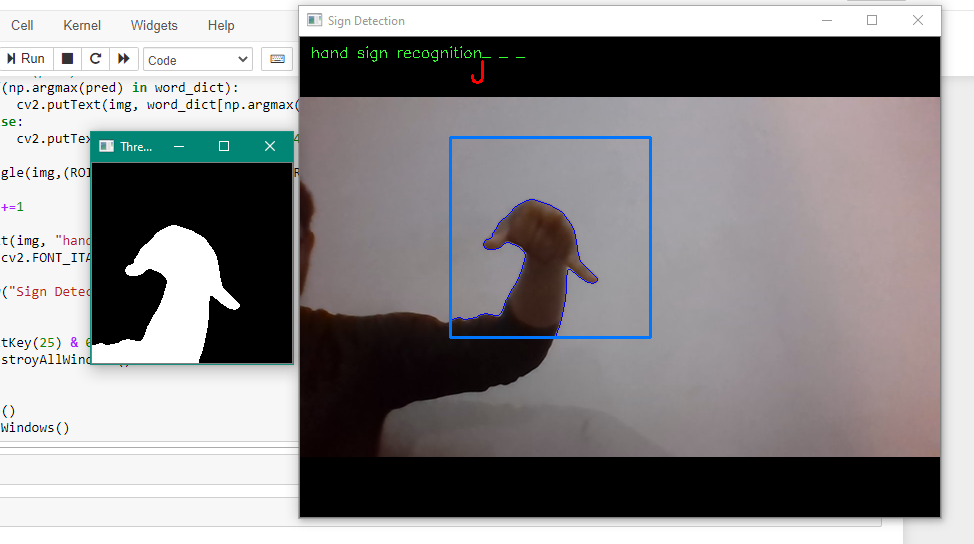 Cell Kernel Widgets Help
Run Code
(np.argmax(pred) in word_dict):
cv2.putText(img, word_dict[np.argmax(
se:
cv2.putTex
gle(img,(ROI
+=1
t(img, "hand
cv2.FONT_ITA
("Sign Detec
tKey(25) &
stroyAllWind
()
Windows()
Thre...
Sign Detection
hand sign recognition_ _ _
J